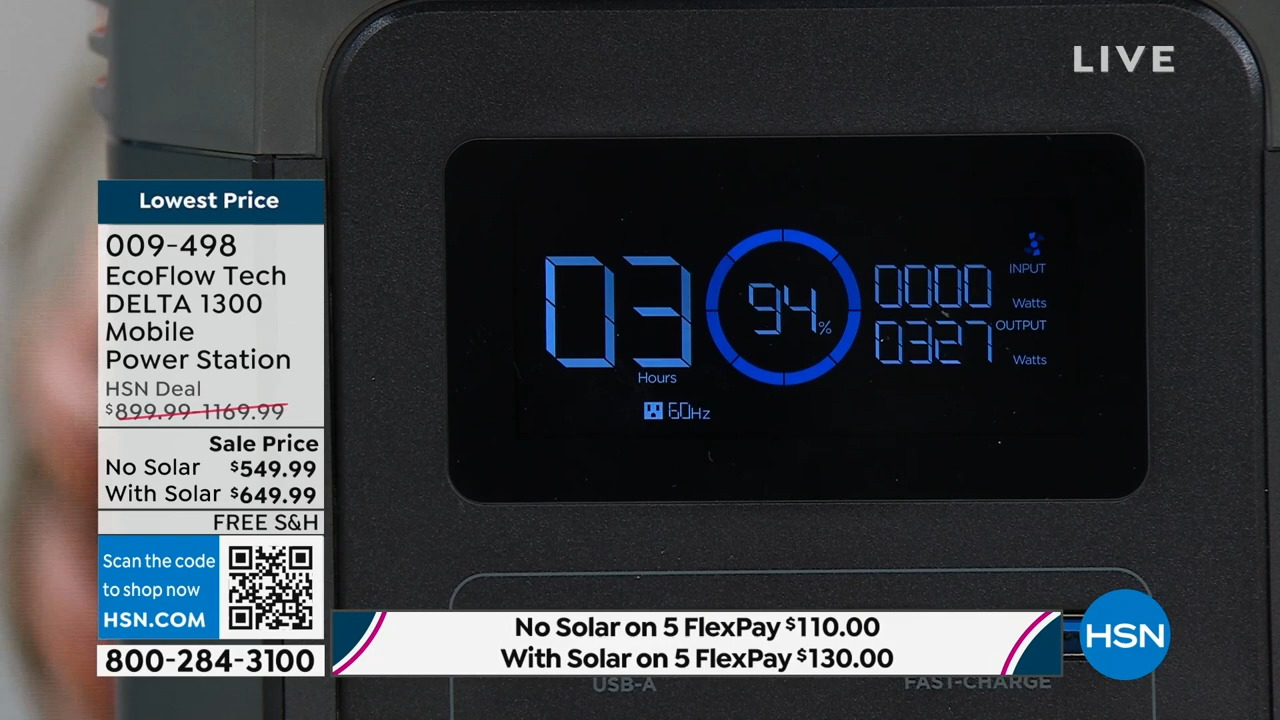 LIVE
Lowest Price
009-498
EcoFlow Tech
DELTA 1300
Mobile
Power Station
HSN Deal
$899.99-1169.99
Sale Price
No Solar $549.99
With Solar $649.99
FREE S&H
Scan the code
to shop now
HSN.COM
800-284-3100
03
Hours
60Hz
94%
INPUT
0000
Watts
OUTPUT
0327
Watts
No Solar on 5 FlexPay $110.00
With Solar on 5 FlexPay $130.00
HSN
USB-A
FAST-CHARGE